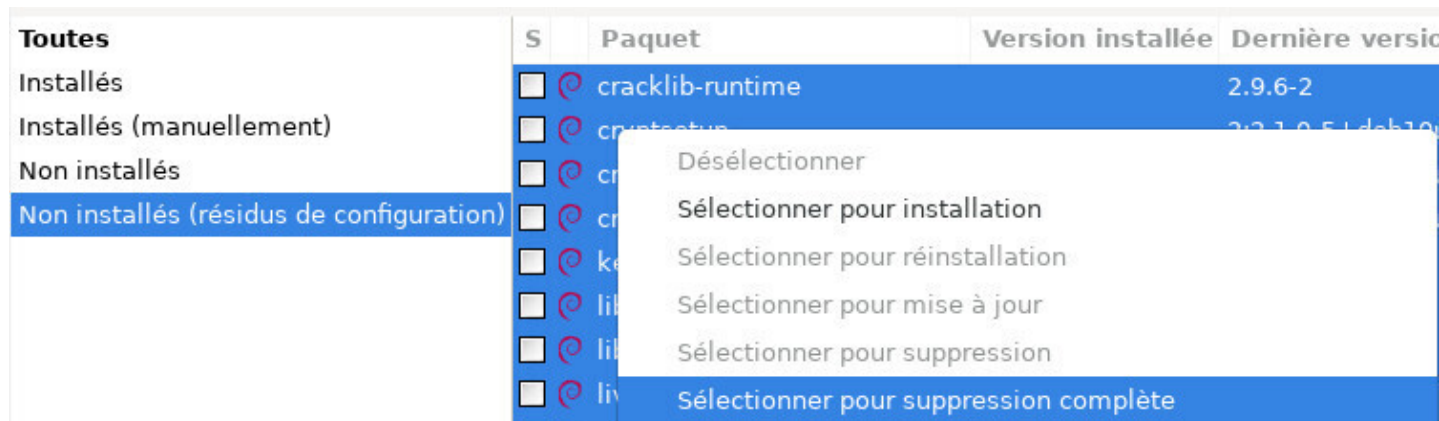 Toutes
Installés
Installés (manuellement)
Non installés
Non installés (résidus de configuration)
S Paquet Version installée Dernière versio
cracklib-runtime 2.9.6-2
Désélectionner
Sélectionner pour installation
Sélectionner pour réinstallation
Sélectionner pour mise à jour
Sélectionner pour suppression
Sélectionner pour suppression complète